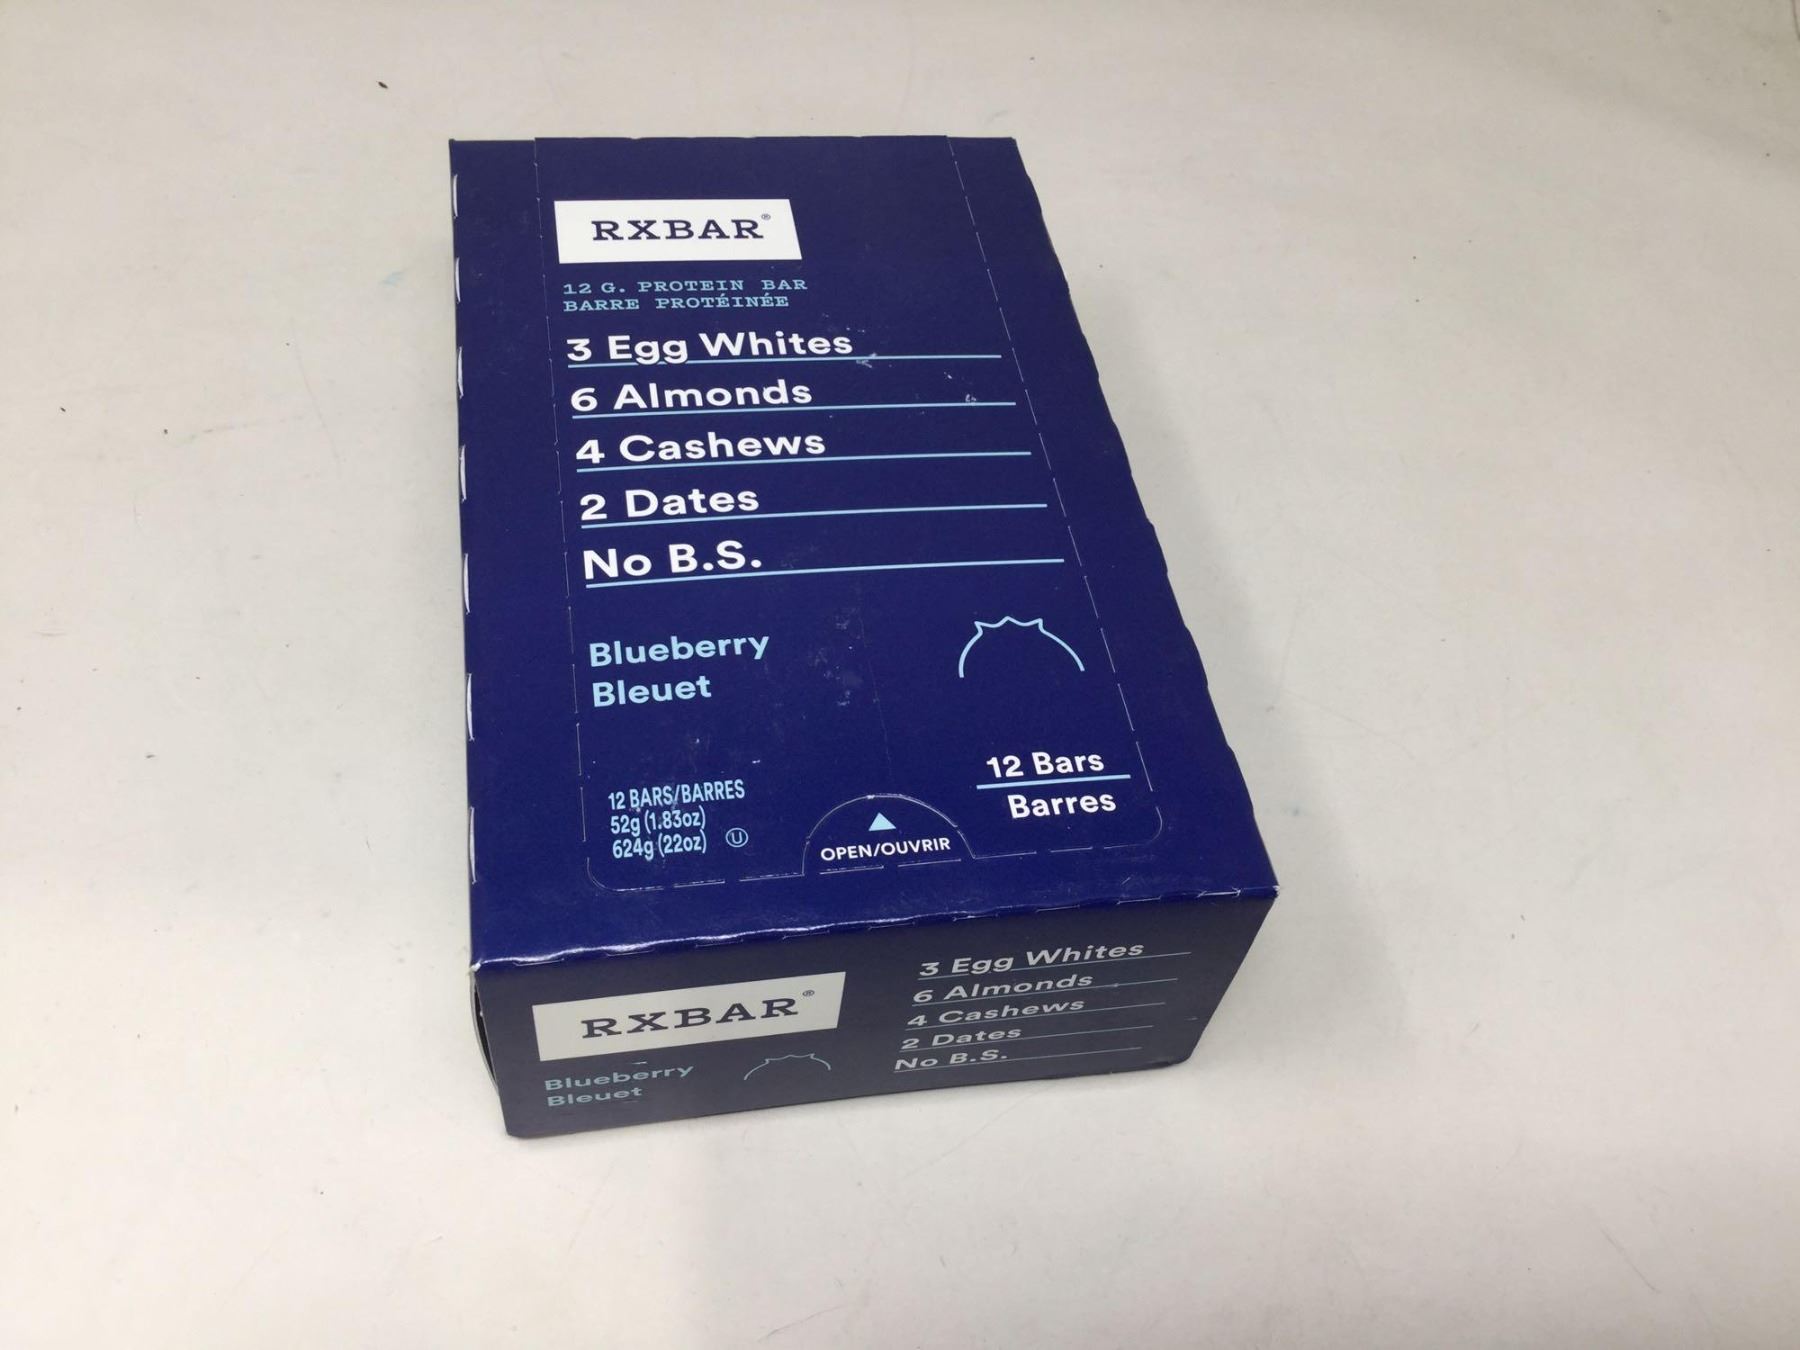 RXBAR®
12 G. PROTEIN BAR
BARRE PROTÉINÉE
3 Egg Whites
6 Almonds
4 Cashews
2 Dates
No B.S.
Blueberry
Bleuet
12 BARS/BARRES
52g (1.83oz)
624g (22oz) U
12 Bars
Barres
OPEN/OUVRIR
RXBAR®
Blueberry
Bleuet
3 Egg Whites
6 Almonds
4 Cashews
2 Dates
No B.S.